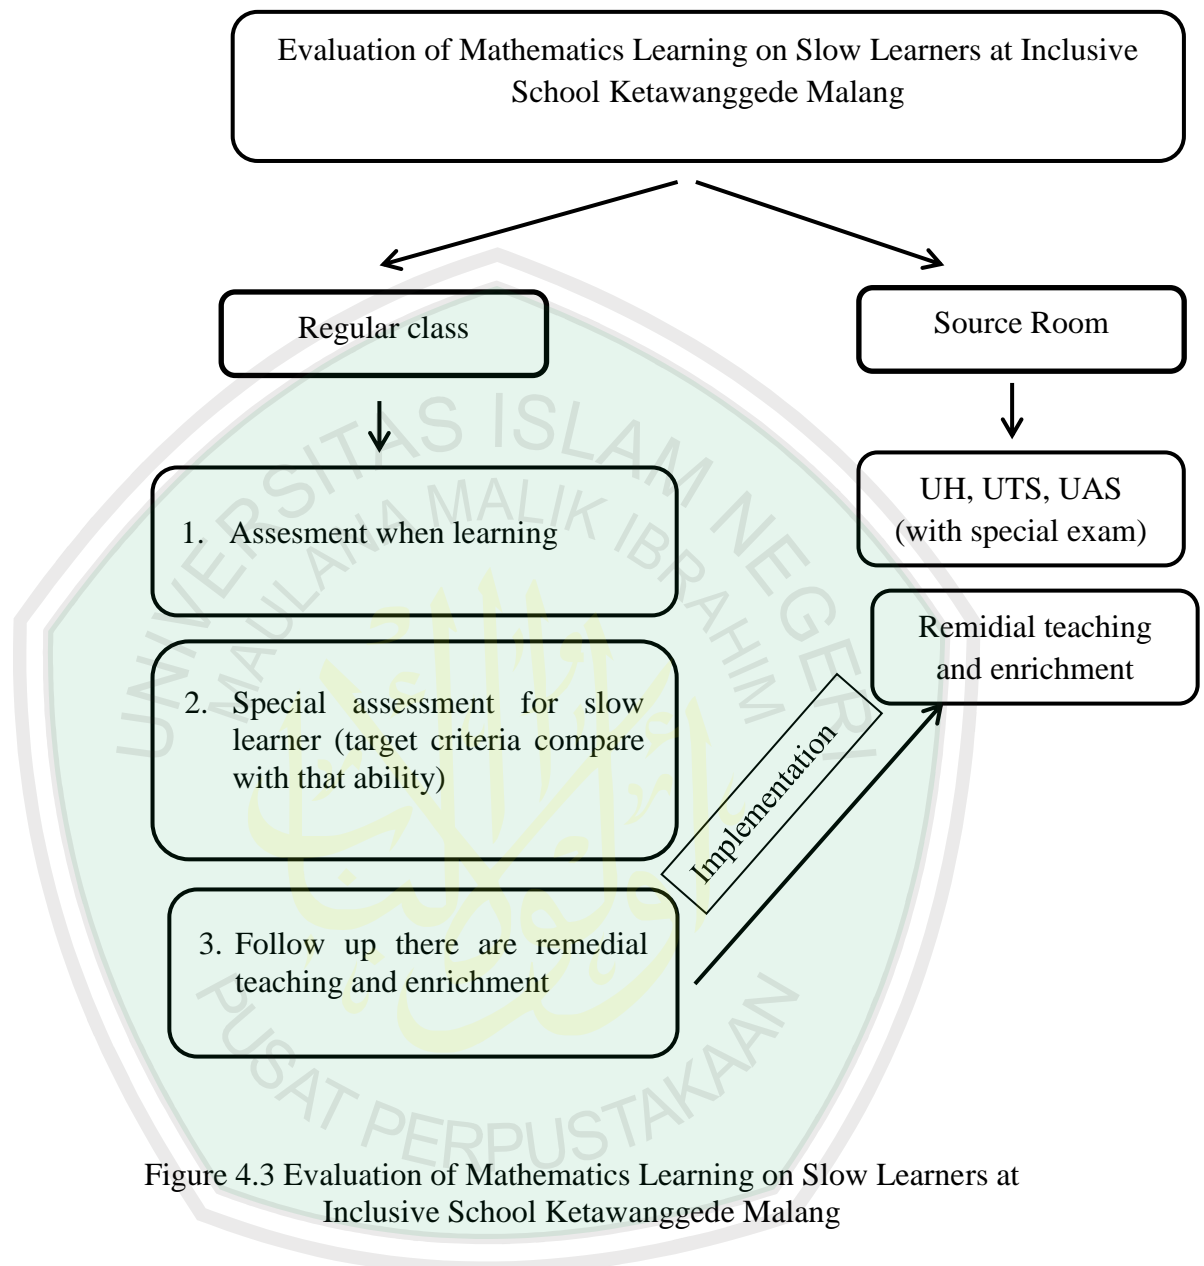 Evaluation of Mathematics Learning on Slow Learners at Inclusive
School Ketawanggede Malang
Regular class
Source Room
1. Assesment when learning
UH, UTS, UAS
(with special exam)
Remidial teaching
and enrichment
2. Special assessment for slow
learner (target criteria compare
with that ability)
Implementation
3. Follow up there are remedial
teaching and enrichment
UNIVERSITAS ISLAM NEGERI
MAULANA MALIK IBRAHIM
PUSAT PERPUSTAKAAN
Figure 4.3 Evaluation of Mathematics Learning on Slow Learners at
Inclusive School Ketawanggede Malang